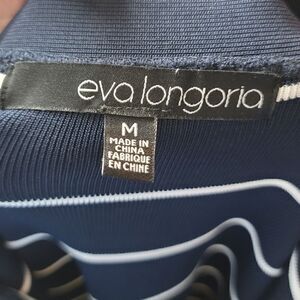 eva longoria
M
MADE IN
CHINA
FABRIQUE
EN CHINE